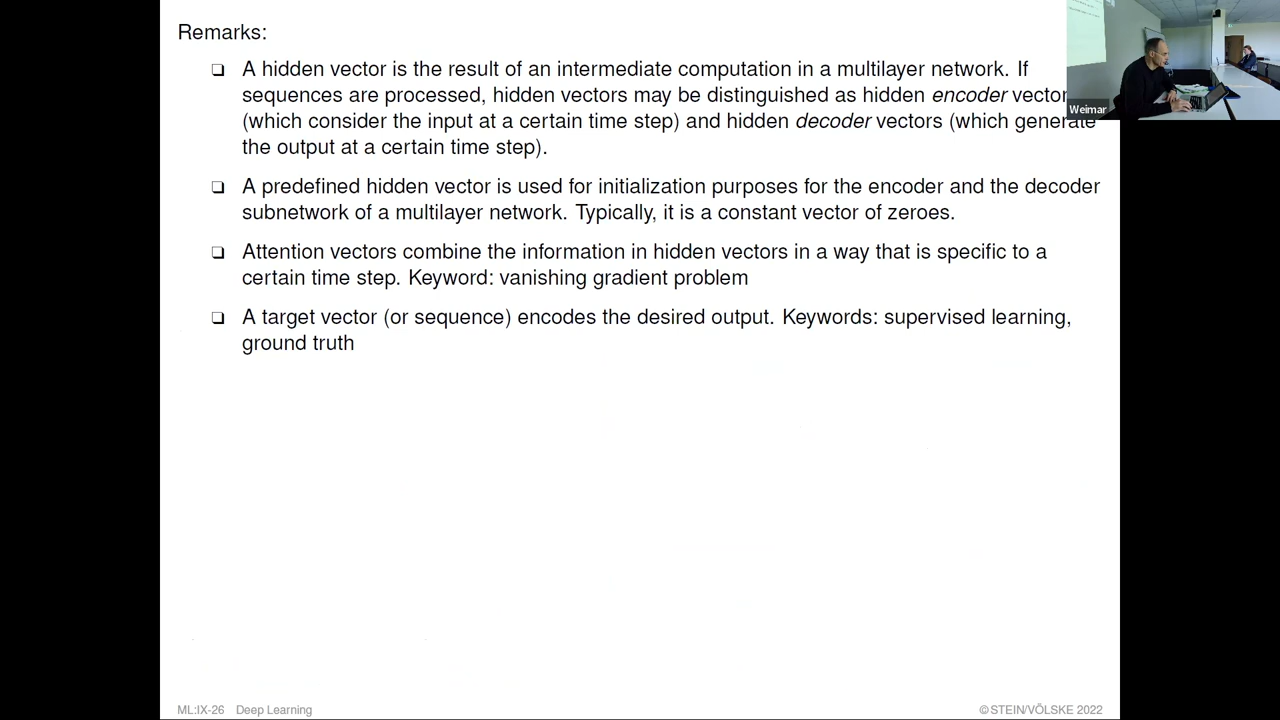 Remarks:
❑ A hidden vector is the result of an intermediate computation in a multilayer network. If
sequences are processed, hidden vectors may be distinguished as hidden encoder vector
(which consider the input at a certain time step) and hidden decoder vectors (which generate
the output at a certain time step).
❑ A predefined hidden vector is used for initialization purposes for the encoder and the decoder
subnetwork of a multilayer network. Typically, it is a constant vector of zeroes.
❑ Attention vectors combine the information in hidden vectors in a way that is specific to a
certain time step. Keyword: vanishing gradient problem
❑ A target vector (or sequence) encodes the desired output. Keywords: supervised learning,
ground truth
Weimar
ML:IX-26 Deep Learning
©STEIN/VÖLSKE 2022